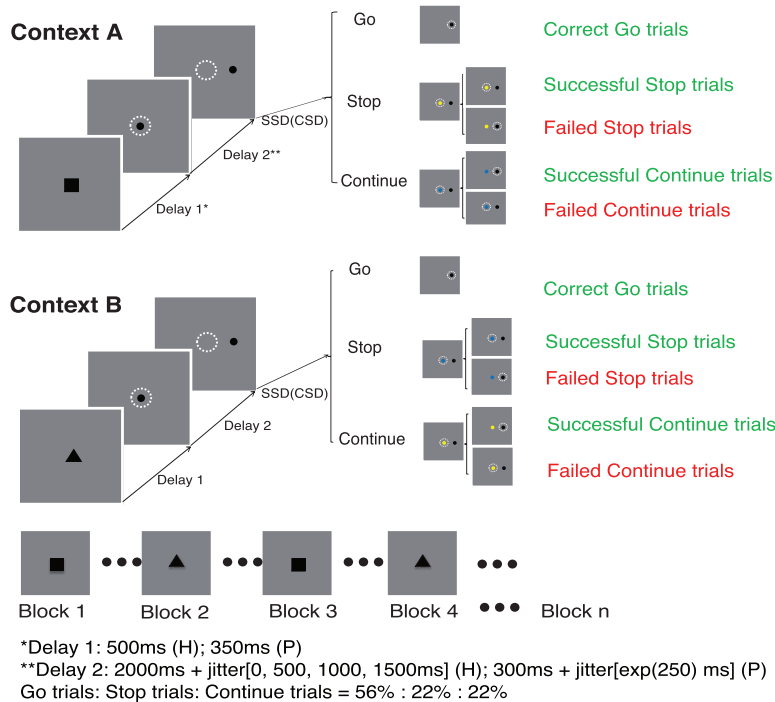 Context A
Go
Correct Go trials
SSD(CSD)
Stop
Successful Stop trials
Failed Stop trials
Delay 2**
Continue
Successful Continue trials
Delay 1*
Failed Continue trials
Context B
Go
Correct Go trials
Stop
Successful Stop trials
Failed Stop trials
SSD(CSD)
Delay 2
Continue
Successful Continue trials
Delay 1
Failed Continue trials
Block 1 Block 2 Block 3 Block 4 Block n
*Delay 1: 500ms (H); 350ms (P)
**Delay 2: 2000ms + jitter[0, 500, 1000, 1500ms] (H); 300ms + jitter[exp(250) ms] (P)
Go trials: Stop trials: Continue trials = 56% : 22% : 22%